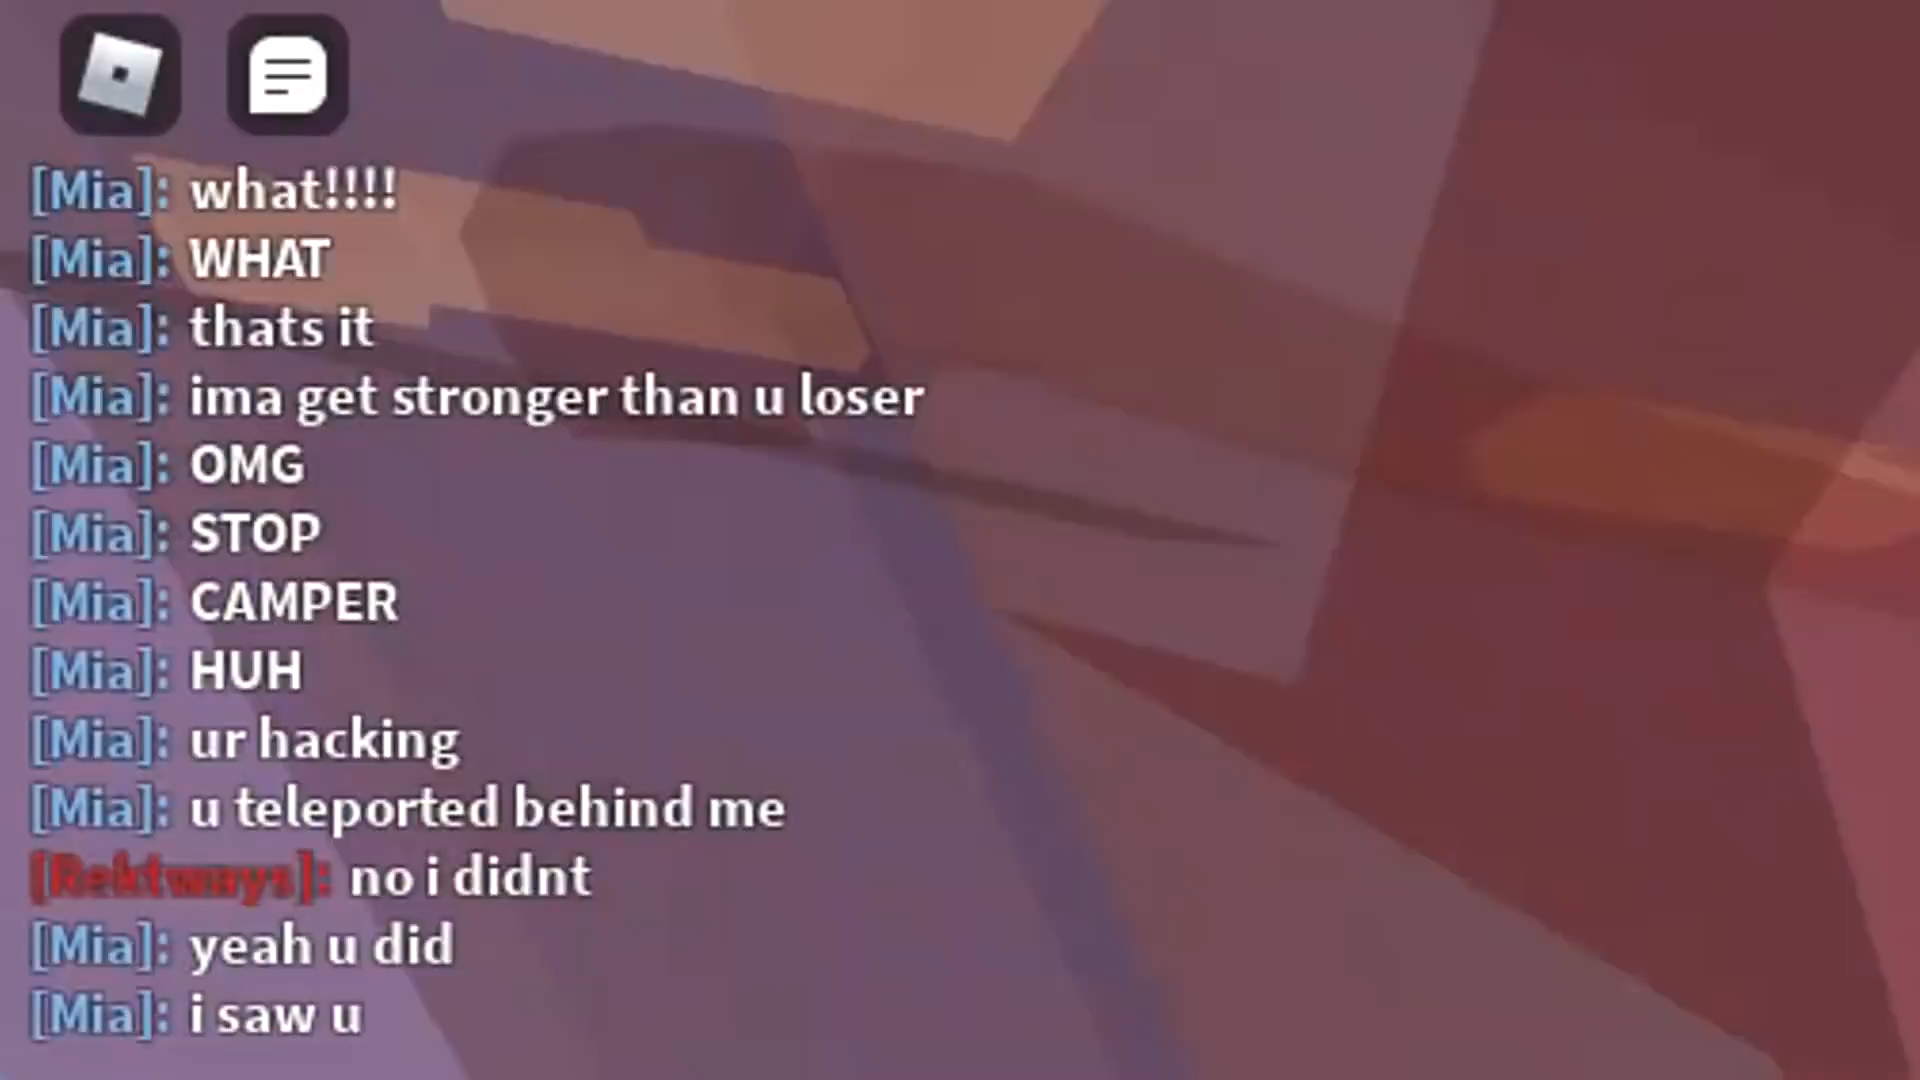 [Mia]: what!!!!
[Mia]: WHAT
[Mia]: thats it
[Mia]: ima get stronger than u loser
[Mia]: OMG
[Mia]: STOP
[Mia]: CAMPER
[Mia]: HUH
[Mia]: ur hacking
[Mia]: u teleported behind me
[Rektways]: no i didnt
[Mia]: yeah u did
[Mia]: i saw u